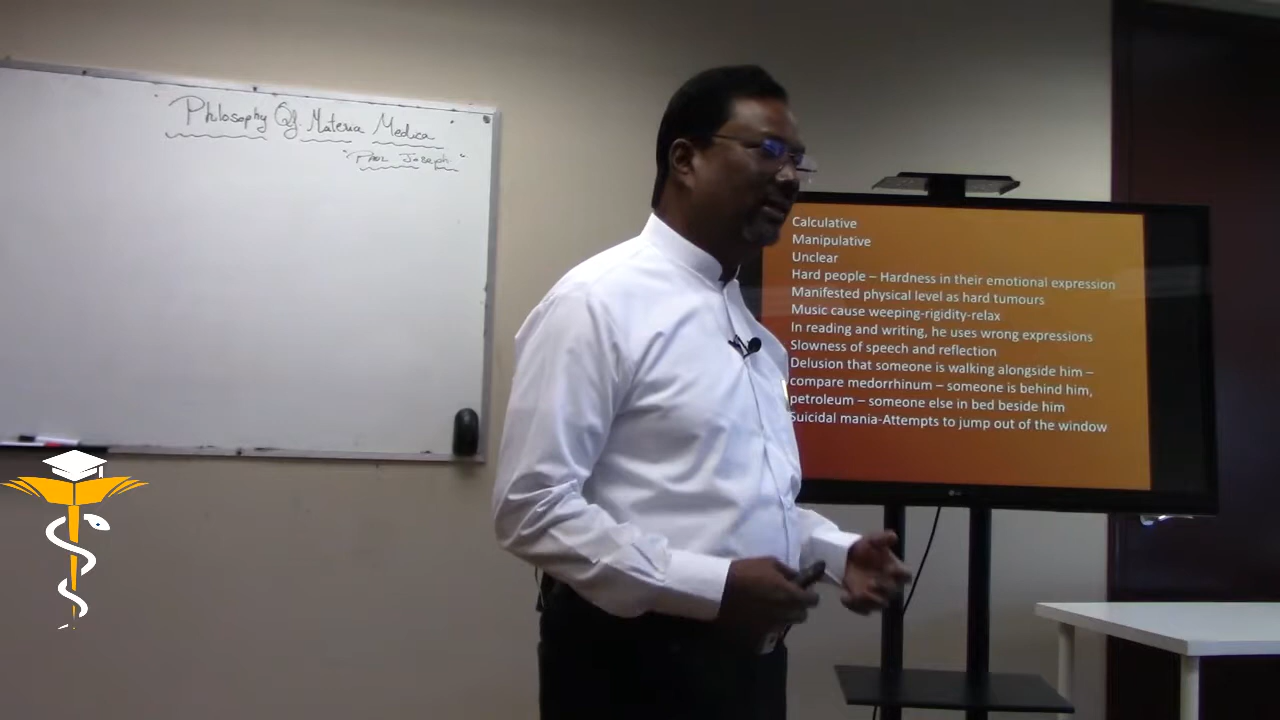 Philosophy Of Materia Medica
"Prof Joseph"
Calculative
Manipulative
Unclear
Hard people – Hardness in their emotional expression
Manifested physical level as hard tumours
Music cause weeping-rigidity-relax
In reading and writing, he uses wrong expressions
Slowness of speech and reflection
Delusion that someone is walking alongside him –
compare medorrhinum – someone is behind him,
petroleum – someone else in bed beside him
Suicidal mania-Attempts to jump out of the window
LG